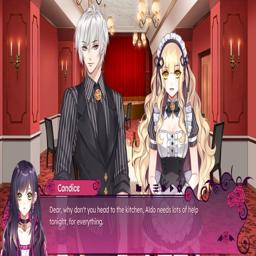 Candice
Dear, why don't you head to the kitchen, Aldo needs lots of help
tonight, for everything.